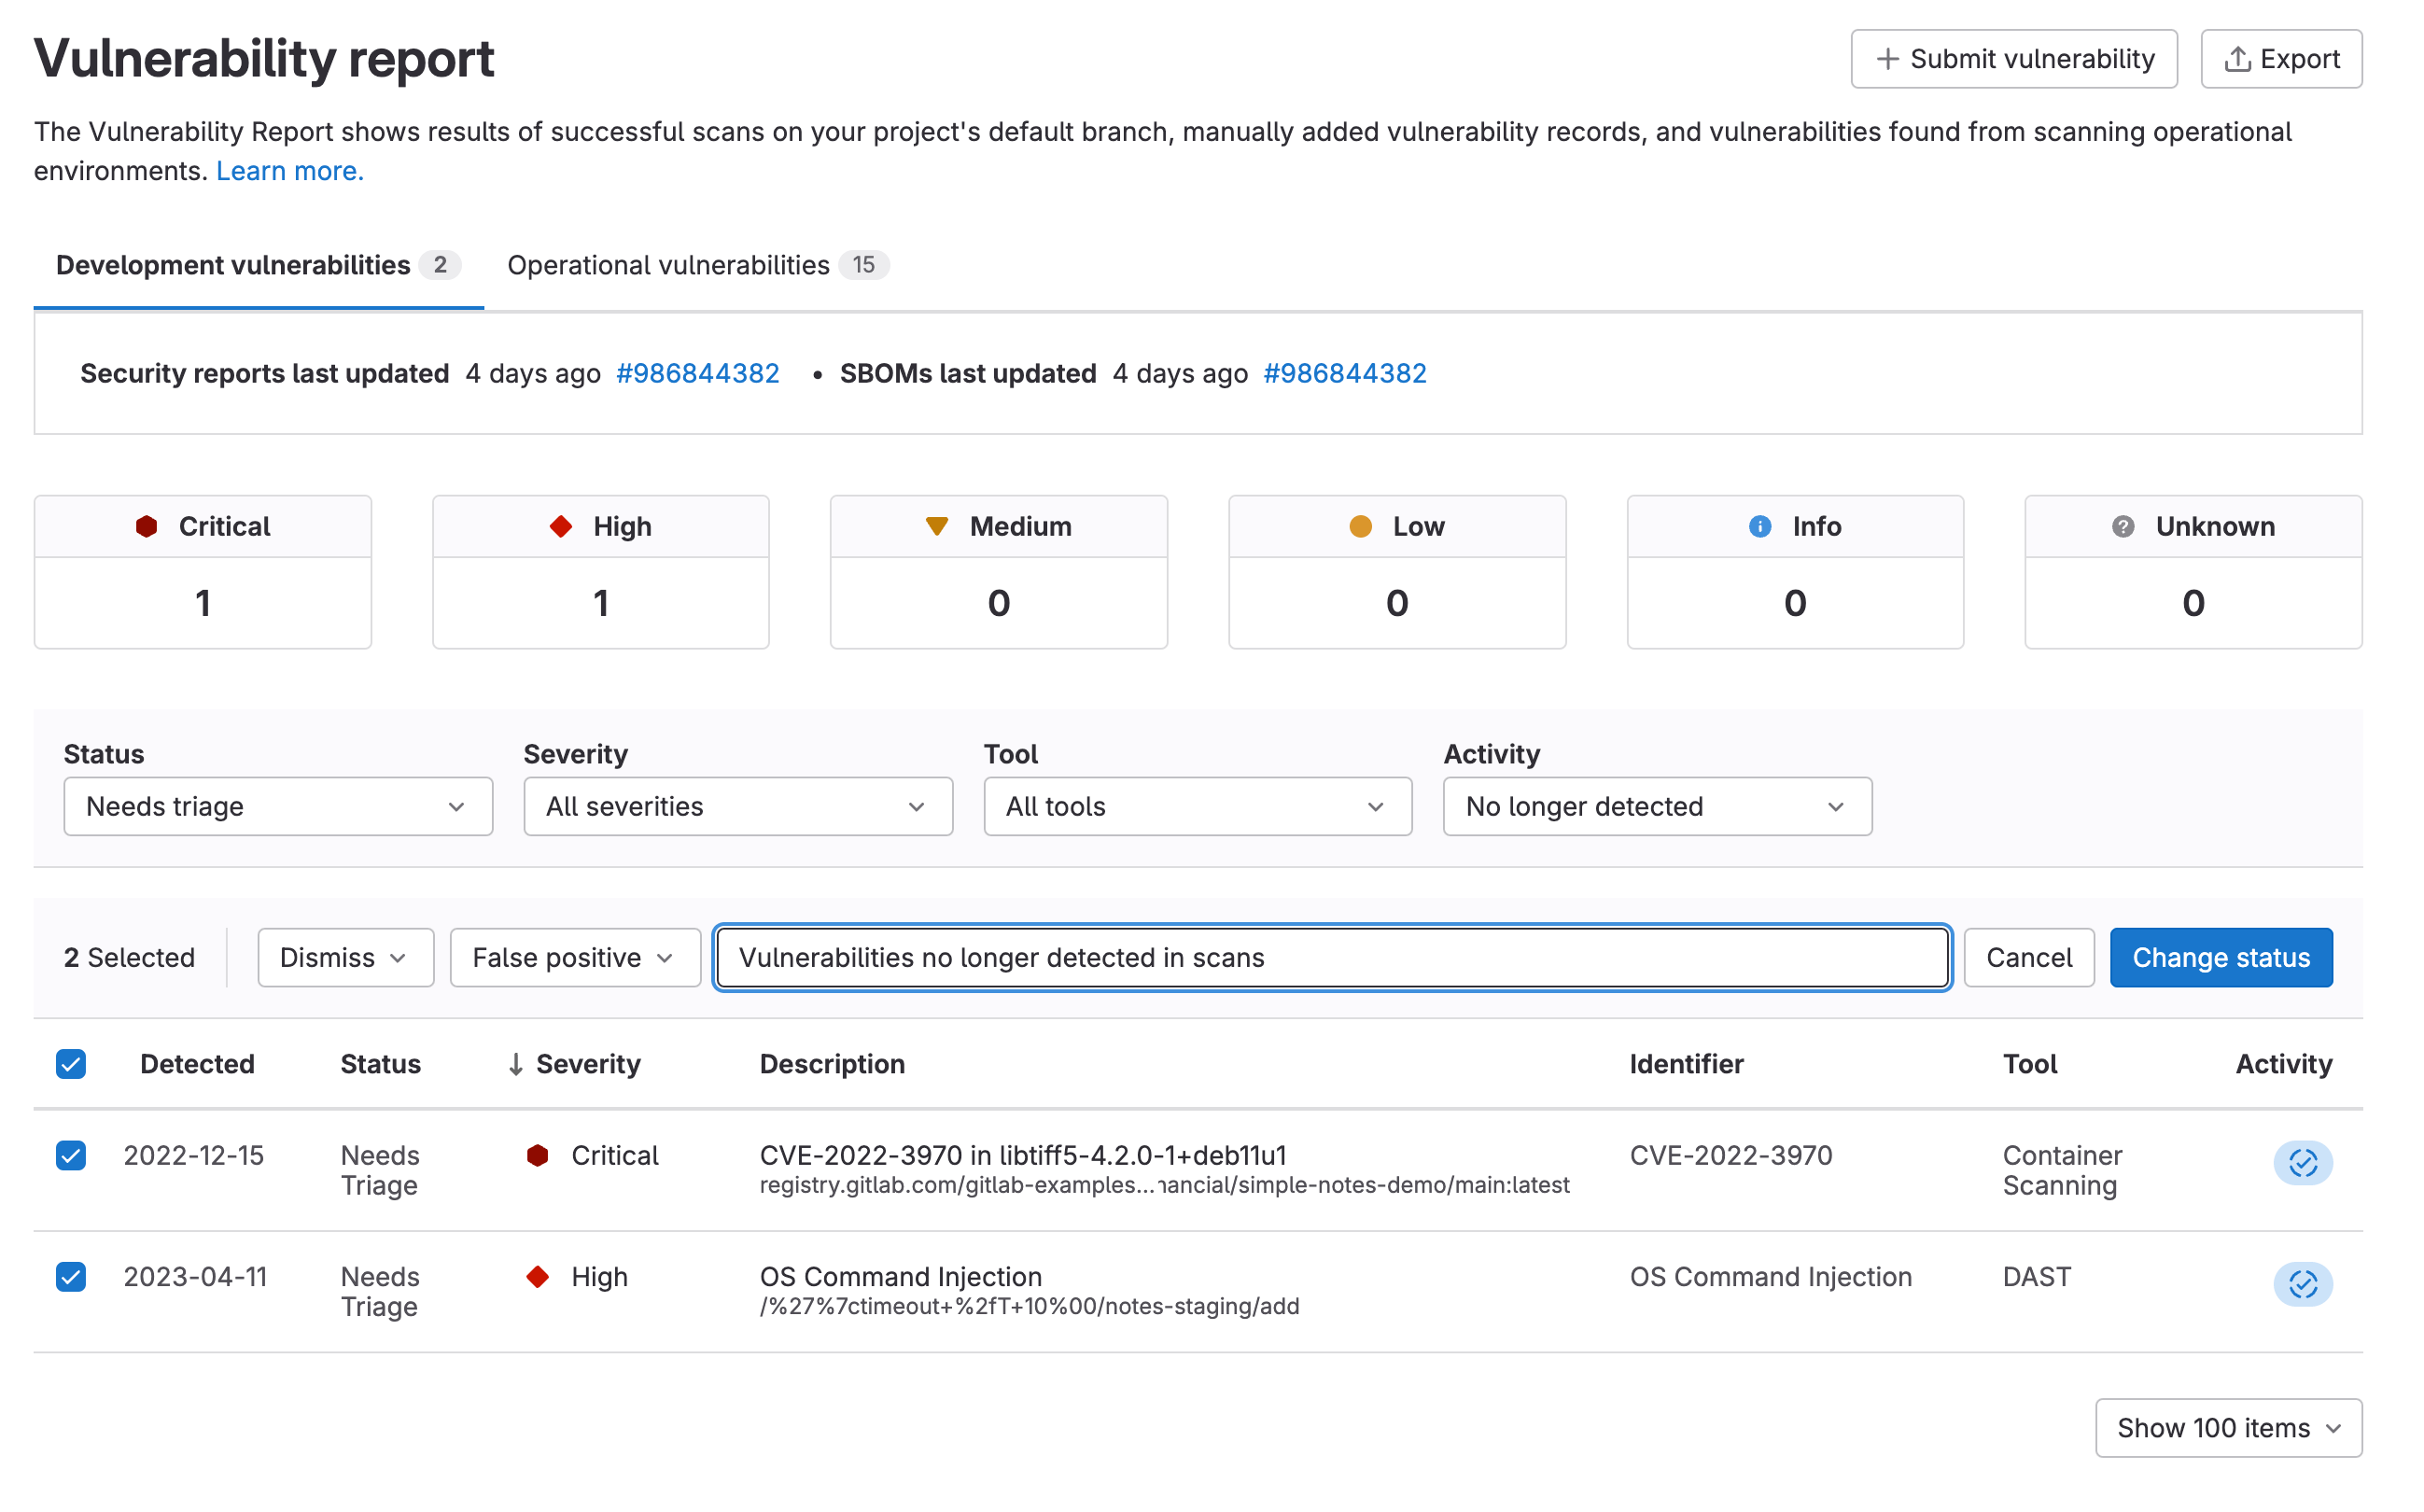 Vulnerability report
Submit vulnerability
Export
The Vulnerability Report shows results of successful scans on your project's default branch, manually added vulnerability records, and vulnerabilities found from scanning operational
environments. Learn more.
Development vulnerabilities 2
Operational vulnerabilities 15
Security reports last updated 4 days ago #986844382 • SBOMs last updated 4 days ago #986844382
Critical
High
Medium
Low
Info
Unknown
1
1
0
0
0
0
Status
Severity
Tool
Activity
Needs triage
All severities
All tools
No longer detected
2 Selected
Dismiss
False positive
Vulnerabilities no longer detected in scans
Cancel
Change status
Detected
Status
Severity
Description
Identifier
Tool
Activity
2022-12-15
Needs
Triage
Critical
CVE-2022-3970 in libtiff5-4.2.0-1+deb11u1
registry.gitlab.com/gitlab-examples...nancial/simple-notes-demo/main:latest
CVE-2022-3970
Container
Scanning
2023-04-11
Needs
Triage
High
OS Command Injection
/%27%7ctimeout+%2fT+10%00/notes-staging/add
OS Command Injection
DAST
Show 100 items